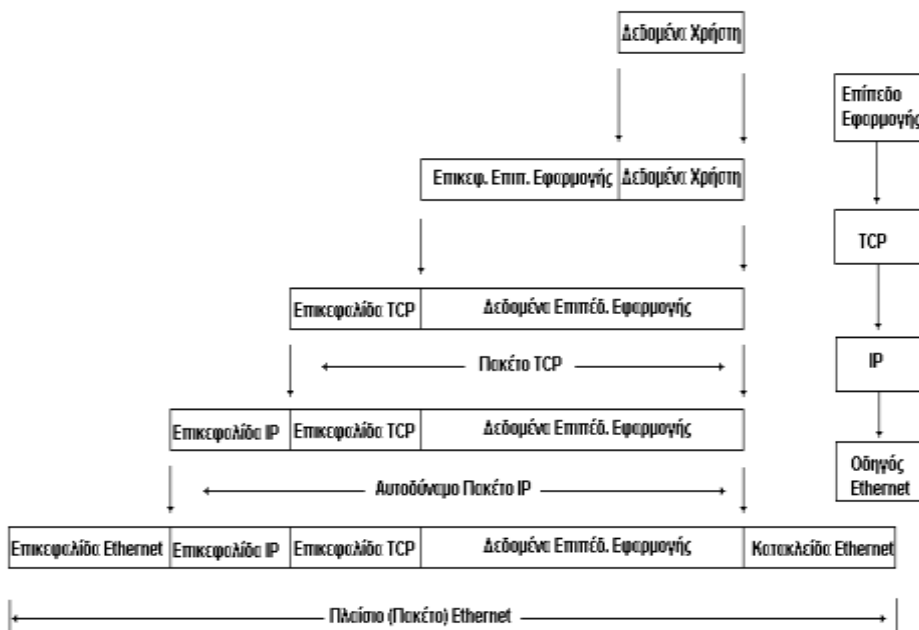 Δεδομένα Χρήστη
Επίπεδο
Εφαρμογής
Επικεφ. Επιπ. Εφαρμογής Δεδομένα Χρήστη
TCP
Επικεφαλίδα TCP Δεδομένα Επιπέδ. Εφαρμογής
Πακέτο TCP
IP
Επικεφαλίδα IP Επικεφαλίδα TCP Δεδομένα Επιπέδ. Εφαρμογής
Οδηγός
Ethernet
Αυτοδύναμο Πακέτο IP
Επικεφαλίδα Ethernet Επικεφαλίδα IP Επικεφαλίδα TCP Δεδομένα Επιπέδ. Εφαρμογής Κατακλείδα Ethernet
Πλαίσιο (Πακέτο) Ethernet